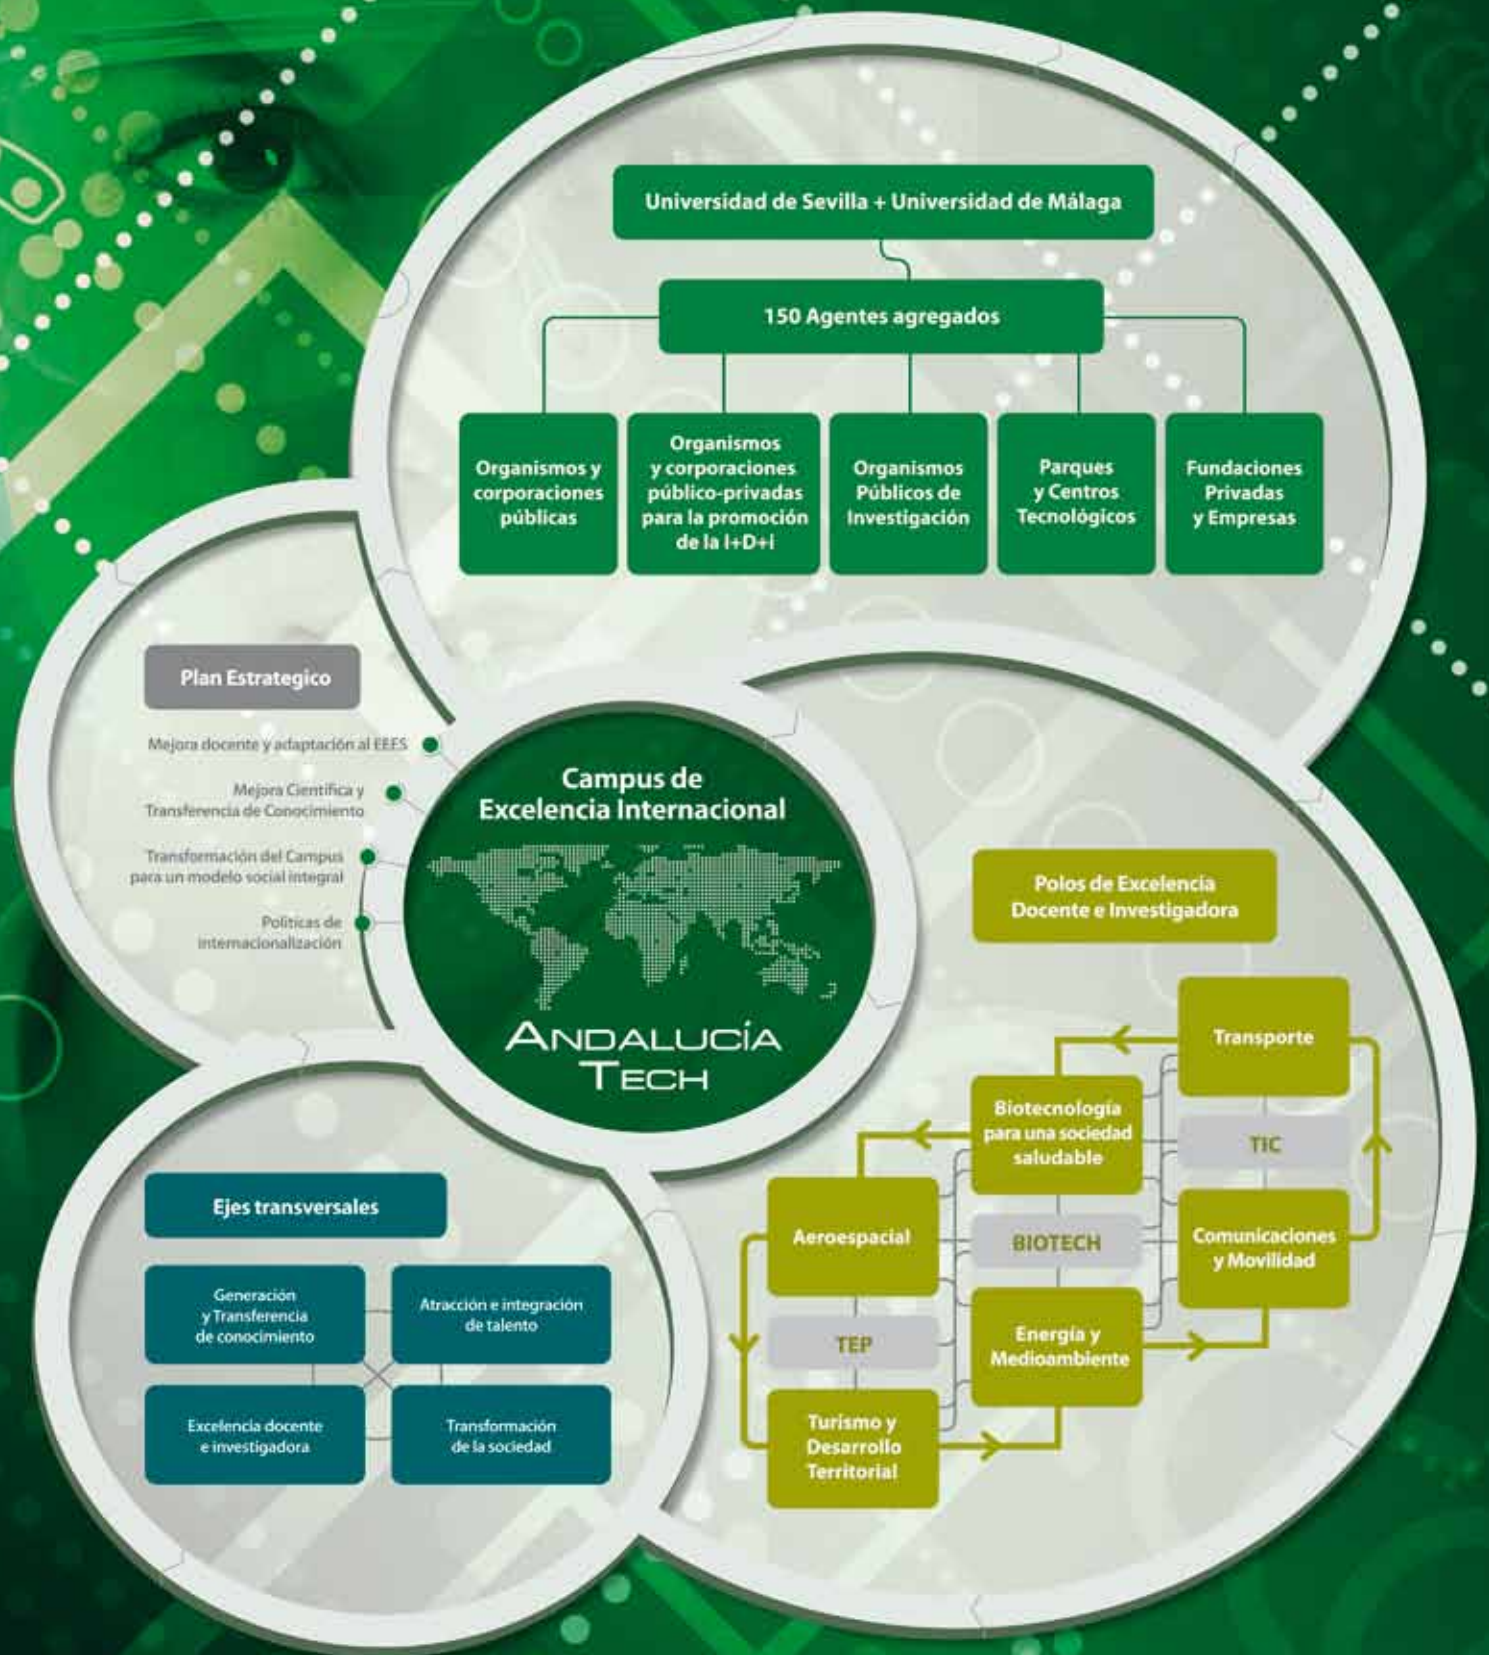 Universidad de Sevilla + Universidad de Málaga
150 Agentes agregados
Organismos y
corporaciones
públicas
Organismos
y corporaciones
público-privadas
para la promoción
de la I+D+i
Organismos
Públicos de
Investigación
Parques
y Centros
Tecnológicos
Fundaciones
Privadas
y Empresas
Plan Estrategico
Mejora docente y adaptación al EEES
Mejora Científica y
Transferencia de Conocimiento
Transformación del Campus
para un modelo social integral
Políticas de
internacionalización
Campus de
Excelencia Internacional
ANDALUCÍA
TECH
Polos de Excelencia
Docente e Investigadora
Transporte
Biotecnología
para una sociedad
saludable
TIC
Aeroespacial
BIOTECH
Comunicaciones
y Movilidad
TEP
Energía y
Medioambiente
Turismo y
Desarrollo
Territorial
Ejes transversales
Generación
y Transferencia
de conocimiento
Atracción e integración
de talento
Excelencia docente
e investigadora
Transformación
de la sociedad